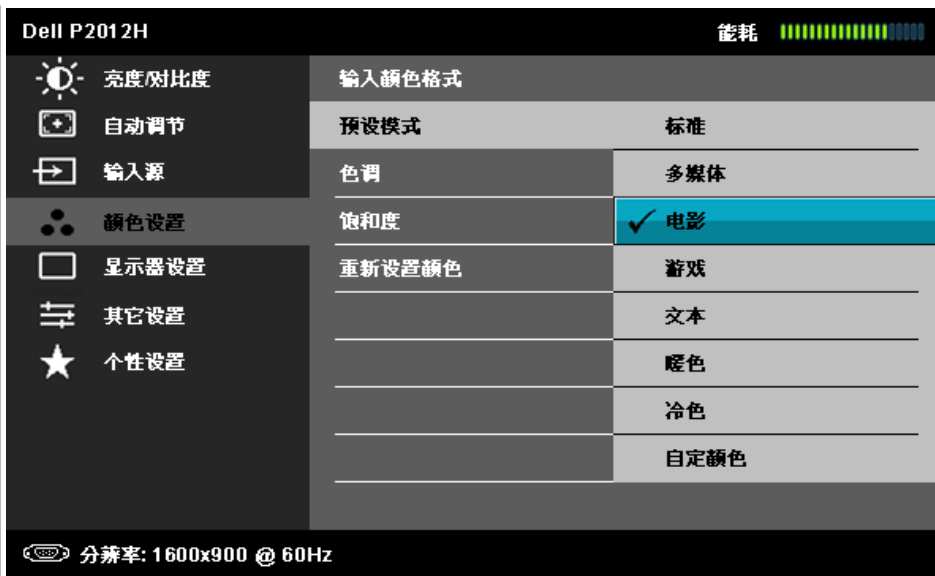 Dell P2012H
能耗
亮度/对比度
自动调节
输入源
颜色设置
显示器设置
其它设置
个性设置
输入颜色格式
预设模式
色调
饱和度
重新设置颜色
标准
多媒体
电影
游戏
文本
暖色
冷色
自定颜色
分辨率: 1600x900 @ 60Hz